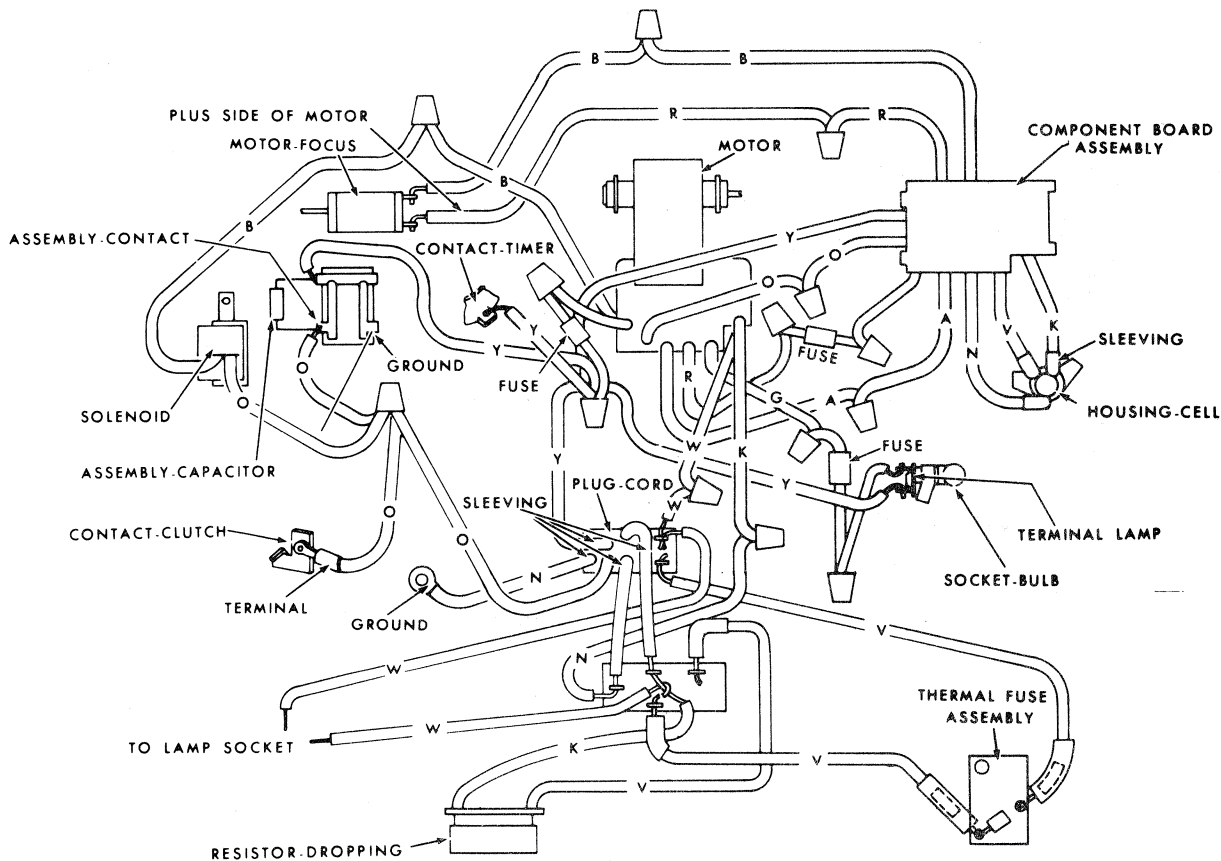 B
B
PLUS SIDE OF MOTOR
R
R
MOTOR-FOCUS
MOTOR
COMPONENT BOARD
ASSEMBLY
B
B
ASSEMBLY-CONTACT
CONTACT-TIMER
Y
O
O
Y
Y
FUSE
GROUND
FUSE
A
V
K
N
SLEEVING
HOUSING-CELL
SOLENOID
O
O
R
G
A
ASSEMBLY-CAPACITOR
W
K
FUSE
Y
PLUG-CORD
SLEEVING
Y
W
TERMINAL LAMP
SOCKET-BULB
CONTACT-CLUTCH
O
O
TERMINAL
N
GROUND
V
W
N
THERMAL FUSE
ASSEMBLY
TO LAMP SOCKET
W
K
V
V
RESISTOR-DROPPING